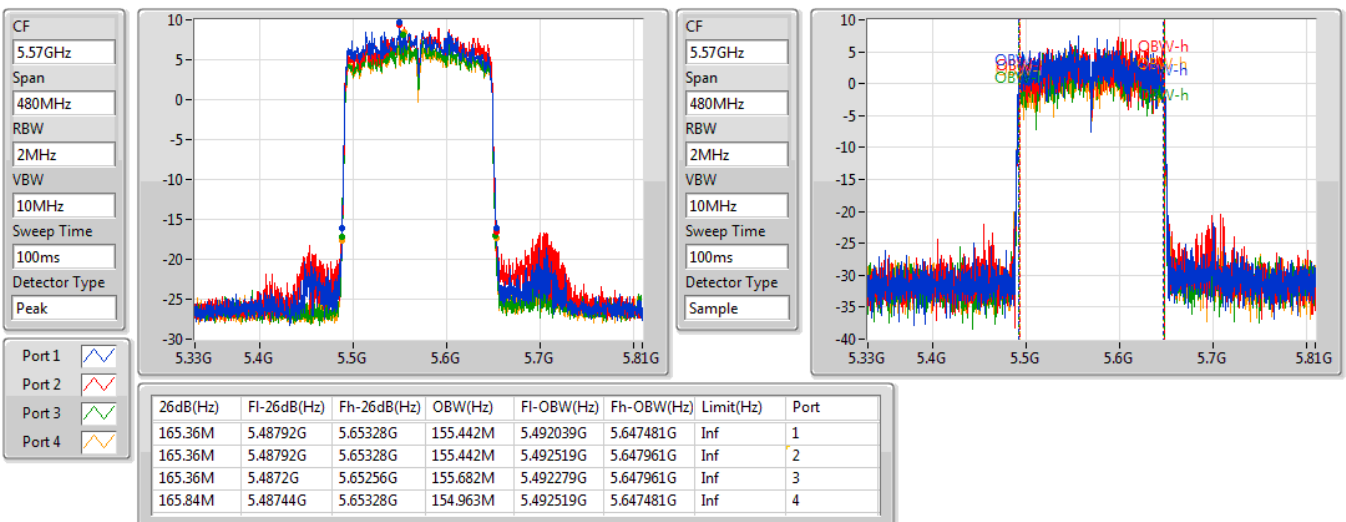 CF
5.57GHz
Span
480MHz
RBW
2MHz
VBW
10MHz
Sweep Time
100ms
Detector Type
Peak
10
5
0
-5
-10
-15
-20
-25
-30
5.33G 5.4G 5.5G 5.6G 5.7G 5.81G
CF
5.57GHz
Span
480MHz
RBW
2MHz
VBW
10MHz
Sweep Time
100ms
Detector Type
Sample
10
5
0
-5
-10
-15
-20
-25
-30
-35
-40
OBW-h
5.33G 5.4G 5.5G 5.6G 5.7G 5.81G
Port 1
Port 2
Port 3
Port 4
26dB(Hz) Fl-26dB(Hz) Fh-26dB(Hz) OBW(Hz) Fl-OBW(Hz) Fh-OBW(Hz) Limit(Hz) Port
165.36M 5.48792G 5.65328G 155.442M 5.492039G 5.647481G Inf 1
165.36M 5.48792G 5.65328G 155.442M 5.492519G 5.647961G Inf 2
165.36M 5.4872G 5.65256G 155.682M 5.492279G 5.647961G Inf 3
165.84M 5.48744G 5.65328G 154.963M 5.492519G 5.647481G Inf 4